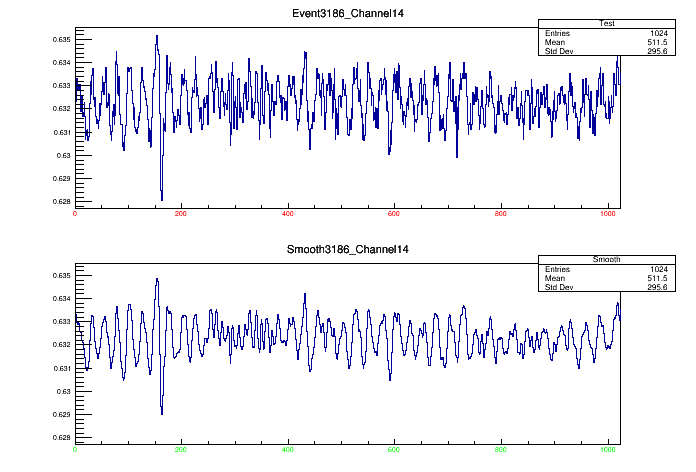 Event3186_Channel14
Test
Entries 1024
Mean 511.5
Std Dev 295.6
0.635
0.634
0.633
0.632
0.631
0.63
0.629
0.628
0 200 400 600 800 1000
Smooth3186_Channel14
Smooth
Entries 1024
Mean 511.5
Std Dev 295.6
0.635
0.634
0.633
0.632
0.631
0.63
0.629
0.628
0 200 400 600 800 1000